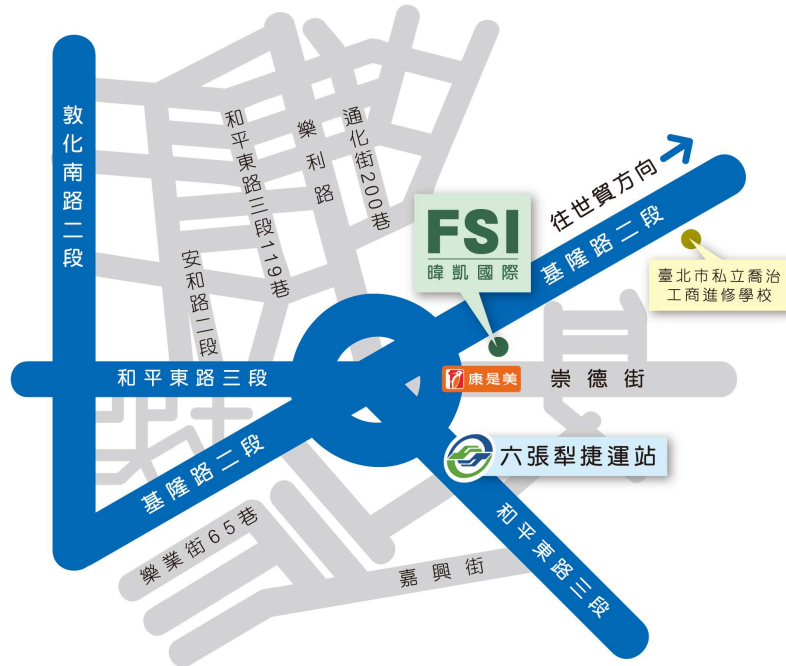 敦化南路二段
和平東路三段119巷
樂利路
通化街200巷
安和路二段
往世貿方向
FSI
暐凱國際
基隆路二段
臺北市私立喬治
工商進修學校
和平東路三段
康是美
崇德街
六張犁捷運站
基隆路二段
和平東路三段
樂業街65巷
嘉興街